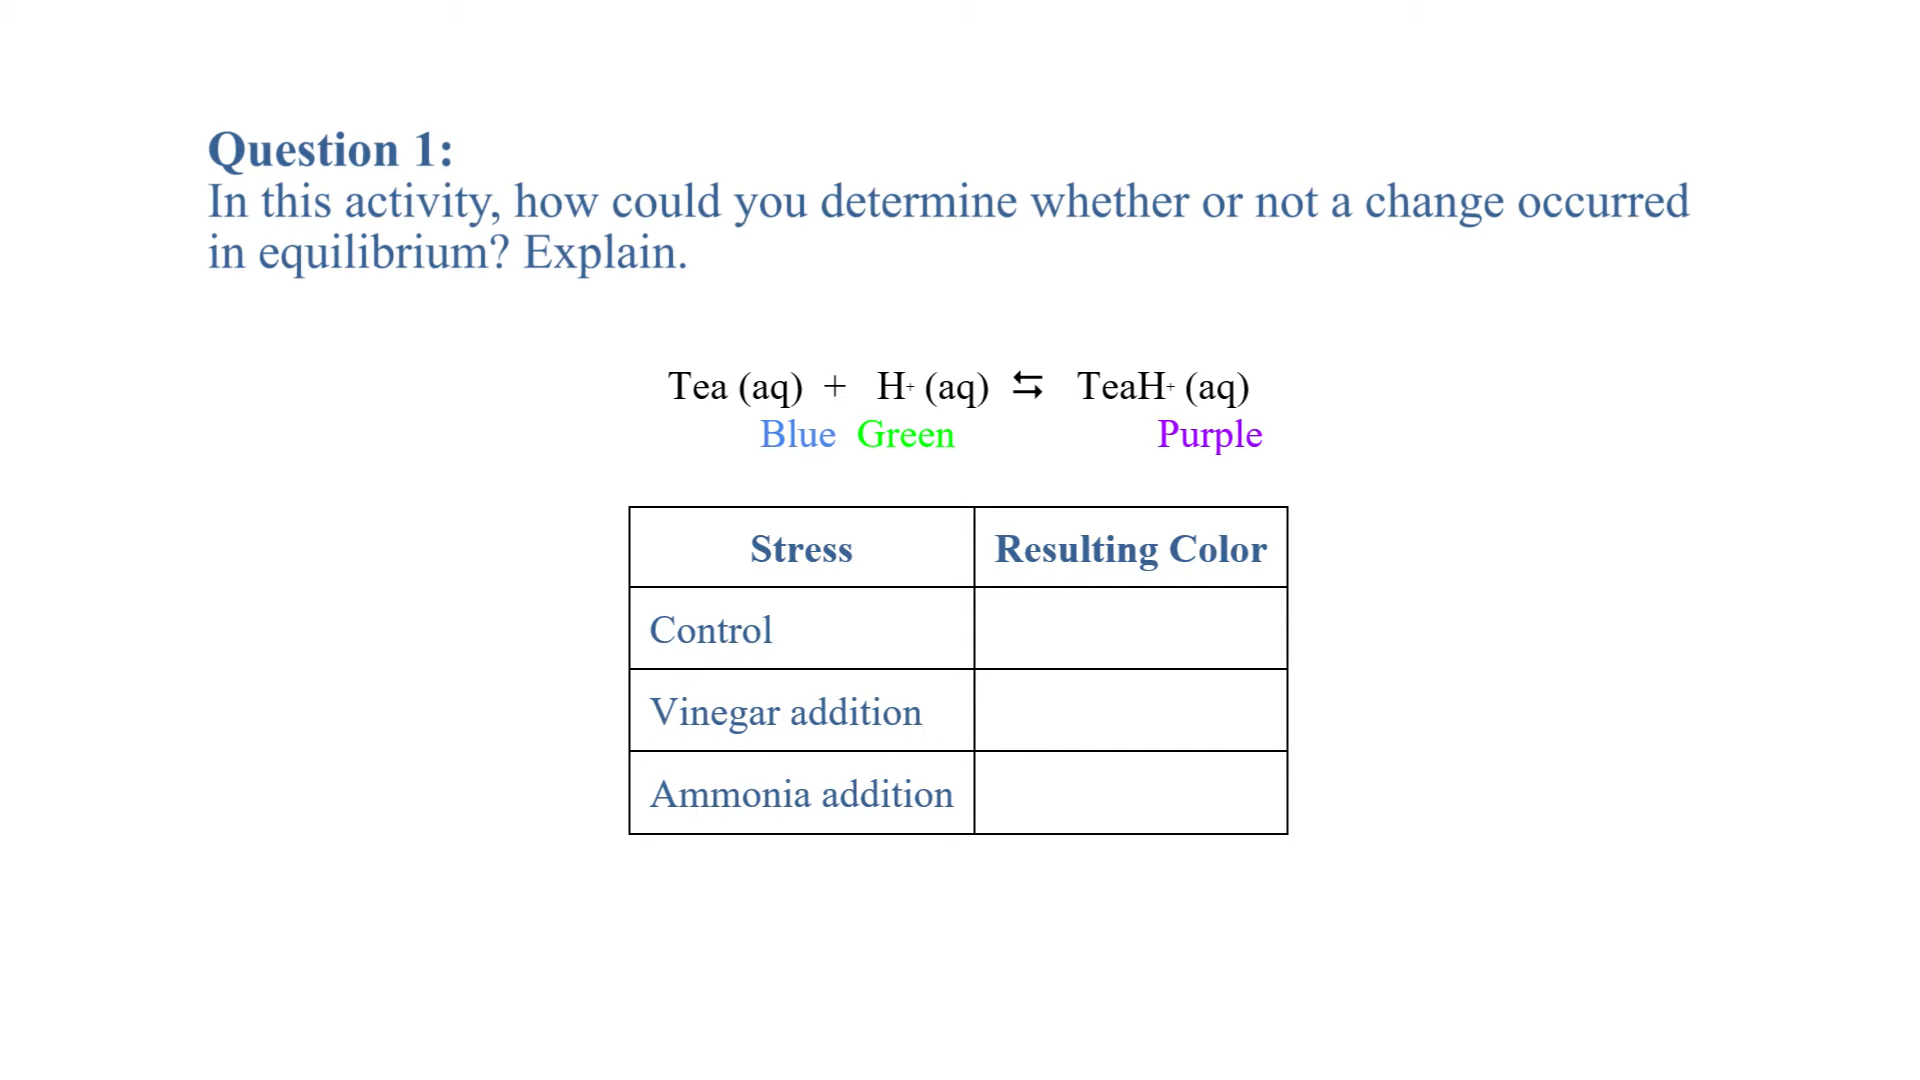 Question 1:
In this activity, how could you determine whether or not a change occurred
in equilibrium? Explain.
Tea (aq) + H+ (aq) ⇆ TeaH+ (aq)
Blue Green Purple
Stress Resulting Color
Control
Vinegar addition
Ammonia addition